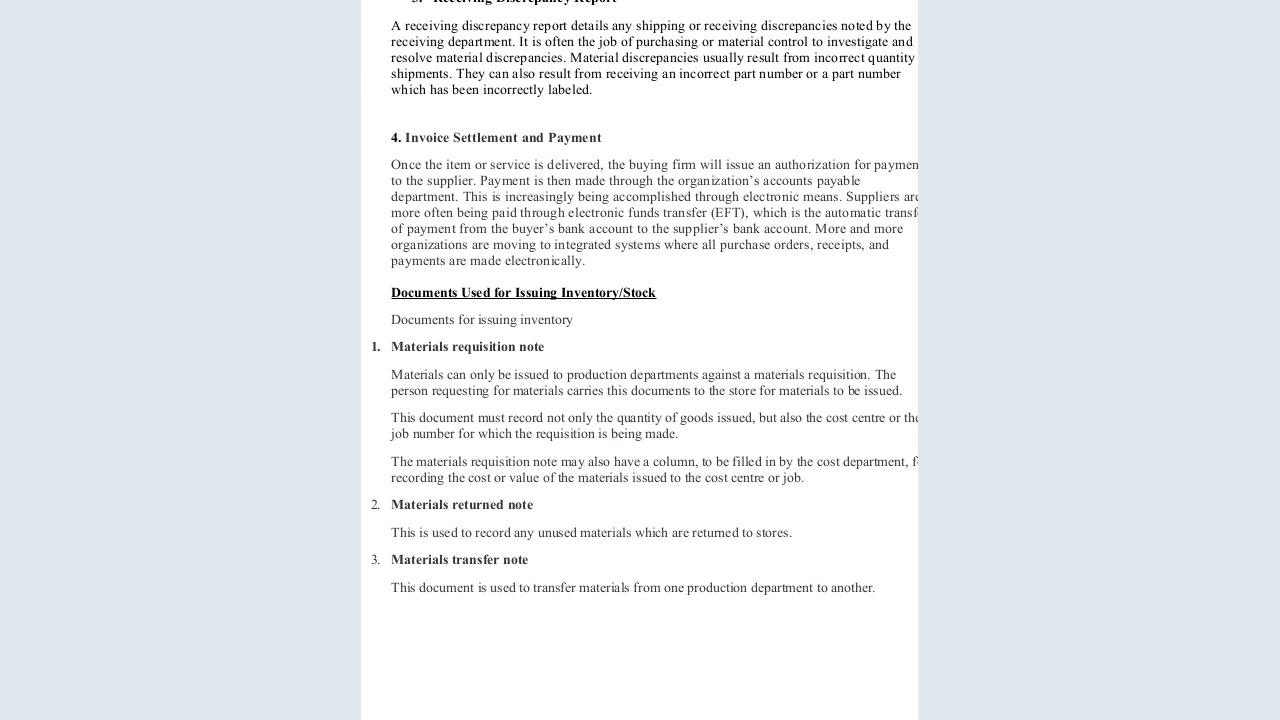 3. Receiving Discrepancy Report
A receiving discrepancy report details any shipping or receiving discrepancies noted by the
receiving department. It is often the job of purchasing or material control to investigate and
resolve material discrepancies. Material discrepancies usually result from incorrect quantity
shipments. They can also result from receiving an incorrect part number or a part number
which has been incorrectly labeled.
4. Invoice Settlement and Payment
Once the item or service is delivered, the buying firm will issue an authorization for paymen
to the supplier. Payment is then made through the organization’s accounts payable
department. This is increasingly being accomplished through electronic means. Suppliers are
more often being paid through electronic funds transfer (EFT), which is the automatic transf
of payment from the buyer’s bank account to the supplier’s bank account. More and more
organizations are moving to integrated systems where all purchase orders, receipts, and
payments are made electronically.
Documents Used for Issuing Inventory/Stock
Documents for issuing inventory
1. Materials requisition note
Materials can only be issued to production departments against a materials requisition. The
person requesting for materials carries this documents to the store for materials to be issued.
This document must record not only the quantity of goods issued, but also the cost centre or the
job number for which the requisition is being made.
The materials requisition note may also have a column, to be filled in by the cost department, f
recording the cost or value of the materials issued to the cost centre or job.
2. Materials returned note
This is used to record any unused materials which are returned to stores.
3. Materials transfer note
This document is used to transfer materials from one production department to another.